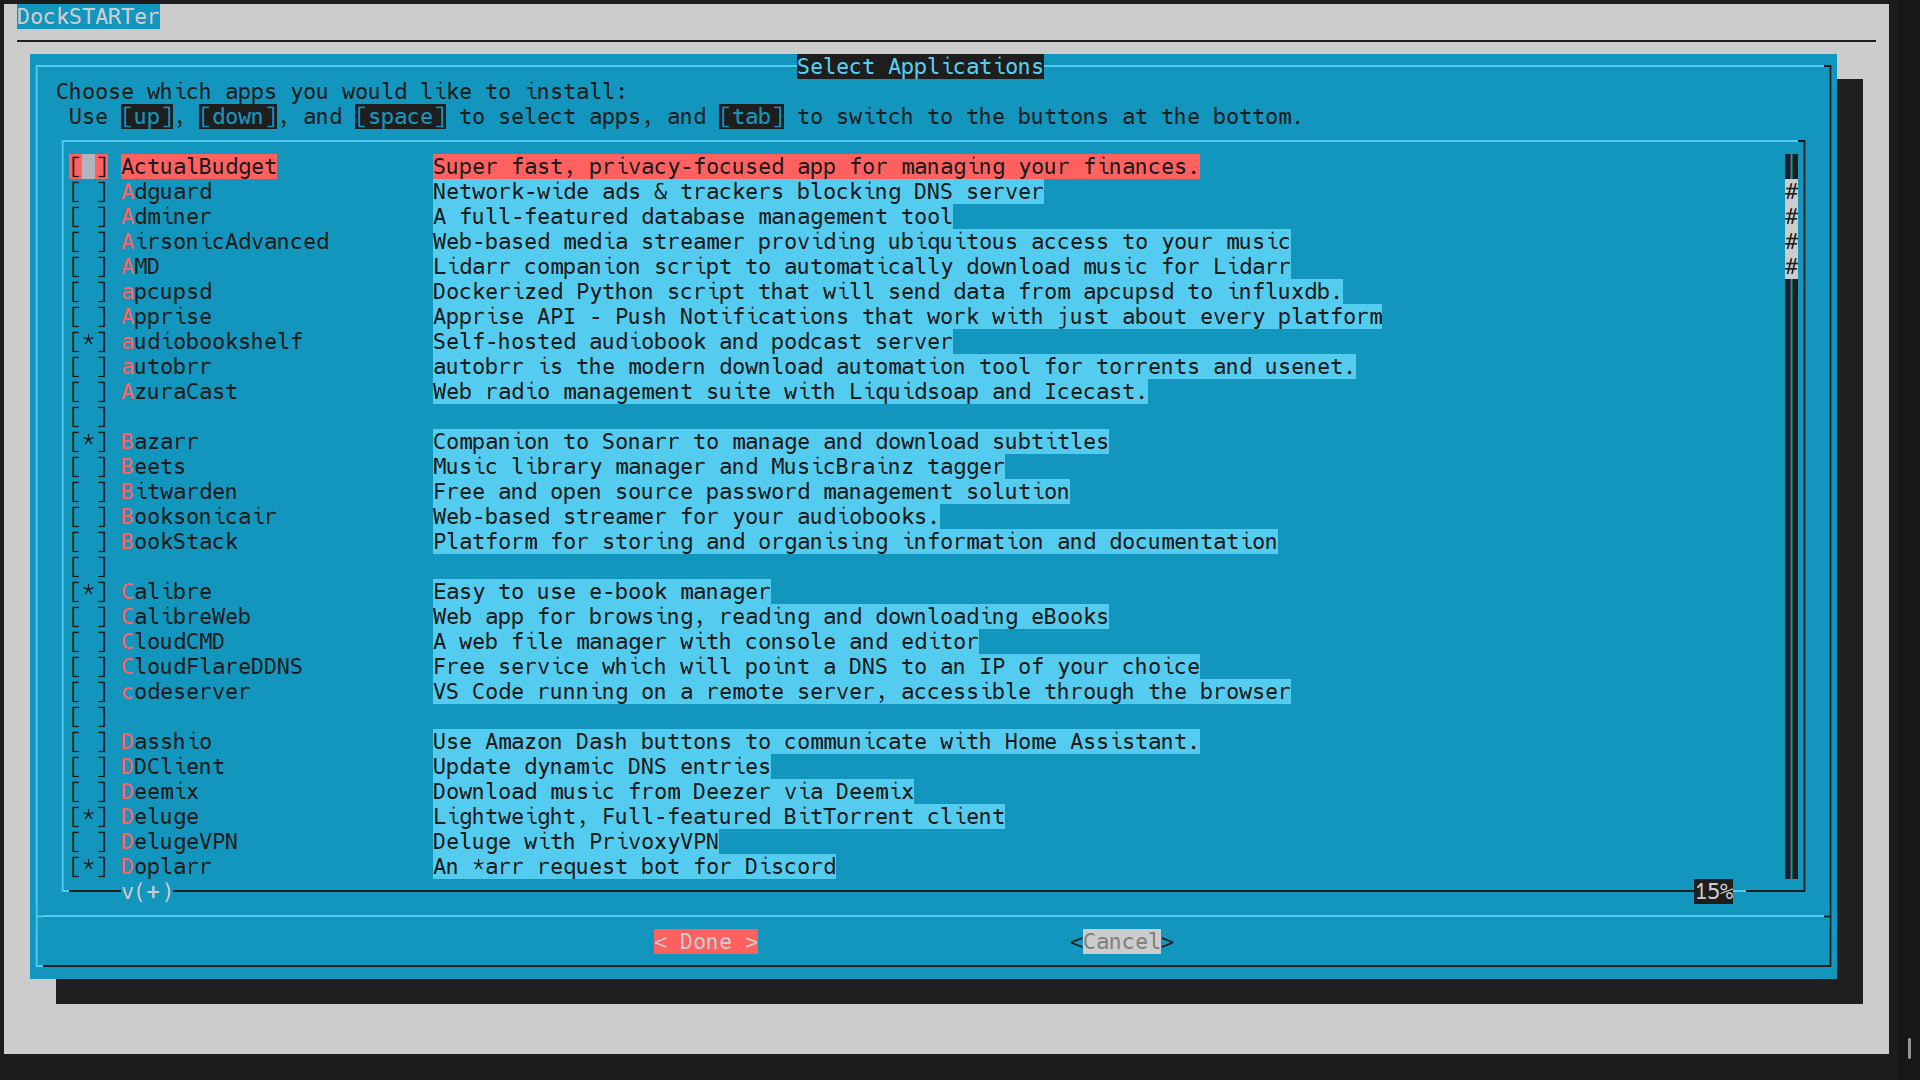 DockSTARTer
Select Applications
Choose which apps you would like to install:
Use [up], [down], and [space] to select apps, and [tab] to switch to the buttons at the bottom.
[ ] ActualBudget Super fast, privacy-focused app for managing your finances.
[ ] Adguard Network-wide ads & trackers blocking DNS server #
[ ] Adminer A full-featured database management tool #
[ ] AirsonicAdvanced Web-based media streamer providing ubiquitous access to your music #
[ ] AMD Lidarr companion script to automatically download music for Lidarr #
[ ] apcupsd Dockerized Python script that will send data from apcupsd to influxdb.
[ ] Apprise Apprise API - Push Notifications that work with just about every platform
[*] audiobookshelf Self-hosted audiobook and podcast server
[ ] autobrr autobrr is the modern download automation tool for torrents and usenet.
[ ] AzuraCast Web radio management suite with Liquidsoap and Icecast.
[ ]
[*] Bazarr Companion to Sonarr to manage and download subtitles
[ ] Beets Music library manager and MusicBrainz tagger
[ ] Bitwarden Free and open source password management solution
[ ] Booksonicair Web-based streamer for your audiobooks.
[ ] BookStack Platform for storing and organising information and documentation
[ ]
[*] Calibre Easy to use e-book manager
[ ] CalibreWeb Web app for browsing, reading and downloading eBooks
[ ] CloudCMD A web file manager with console and editor
[ ] CloudFlareDDNS Free service which will point a DNS to an IP of your choice
[ ] codeserver VS Code running on a remote server, accessible through the browser
[ ]
[ ] Dasshio Use Amazon Dash buttons to communicate with Home Assistant.
[ ] DDClient Update dynamic DNS entries
[ ] Deemix Download music from Deezer via Deemix
[*] Deluge Lightweight, Full-featured BitTorrent client
[ ] DelugeVPN Deluge with PrivoxyVPN
[*] Doplarr An *arr request bot for Discord
v(+) 15%
< Done > <Cancel>